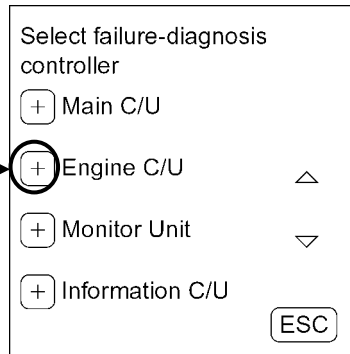 Select failure-diagnosis
controller
+ Main C/U
+ Engine C/U
+ Monitor Unit
+ Information C/U
ESC